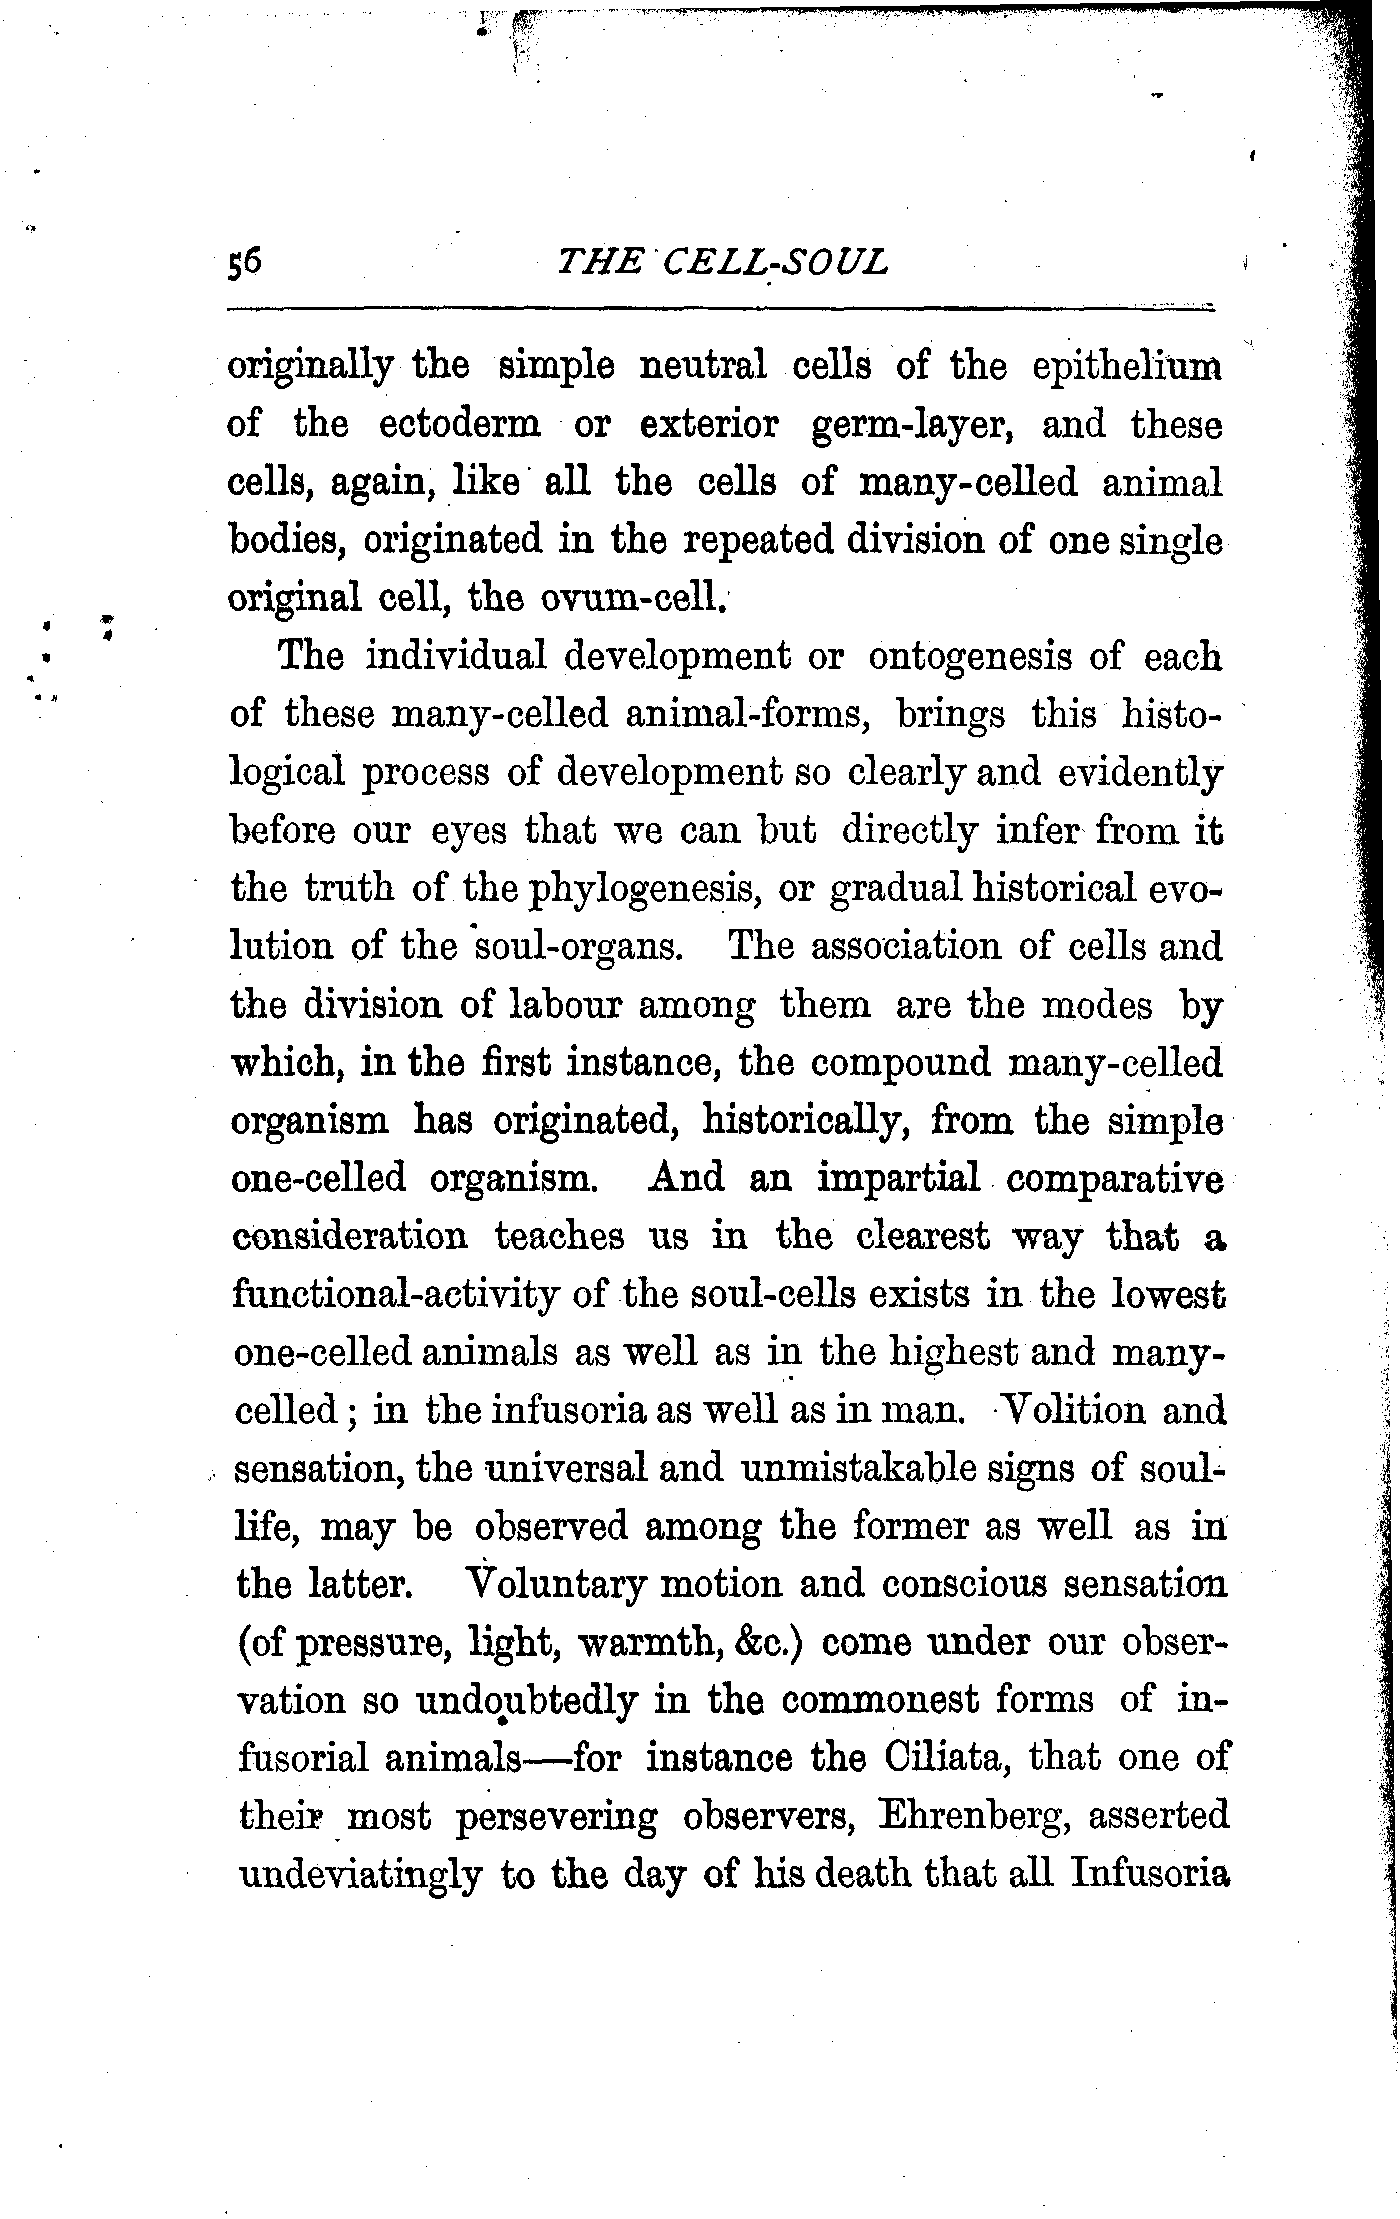 56 THE CELL-SOUL
originally the simple neutral cells of the epithelium
of the ectoderm or exterior germ-layer, and these
cells, again, like all the cells of many-celled animal
bodies, originated in the repeated division of one single
original cell, the ovum-cell.
The individual development or ontogenesis of each
of these many-celled animal-forms, brings this histo-
logical process of development so clearly and evidently
before our eyes that we can but directly infer from it
the truth of the phylogenesis, or gradual historical evo-
lution of the soul-organs. The association of cells and
the division of labour among them are the modes by
which, in the first instance, the compound many-celled
organism has originated, historically, from the simple
one-celled organism. And an impartial comparative
consideration teaches us in the clearest way that a
functional-activity of the soul-cells exists in the lowest
one-celled animals as well as in the highest and many-
celled; in the infusoria as well as in man. Volition and
sensation, the universal and unmistakable signs of soul-
life, may be observed among the former as well as in
the latter. Voluntary motion and conscious sensation
(of pressure, light, warmth, &c.) come under our obser-
vation so undoubtedly in the commonest forms of in-
fusorial animals—for instance the Ciliata, that one of
their most persevering observers, Ehrenberg, asserted
undeviatingly to the day of his death that all Infusoria